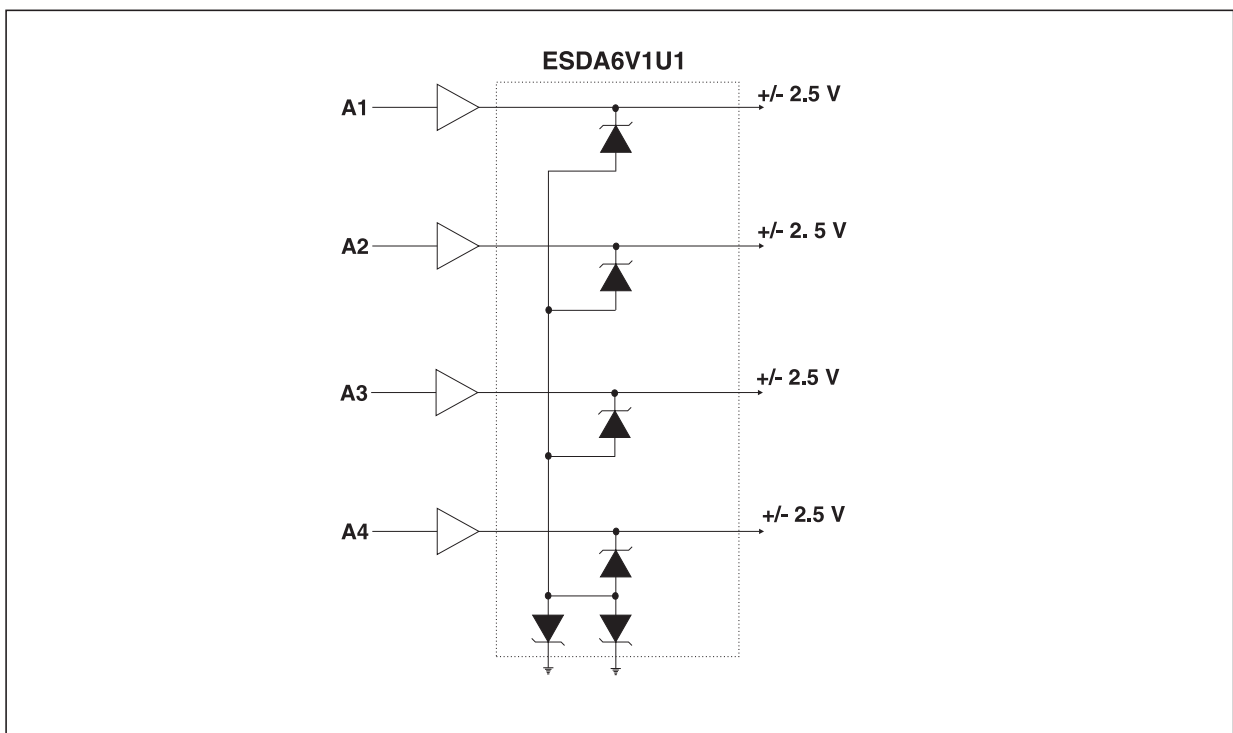 ESDA6V1U1
A1
+/- 2.5 V
A2
+/- 2. 5 V
A3
+/- 2.5 V
A4
+/- 2.5 V